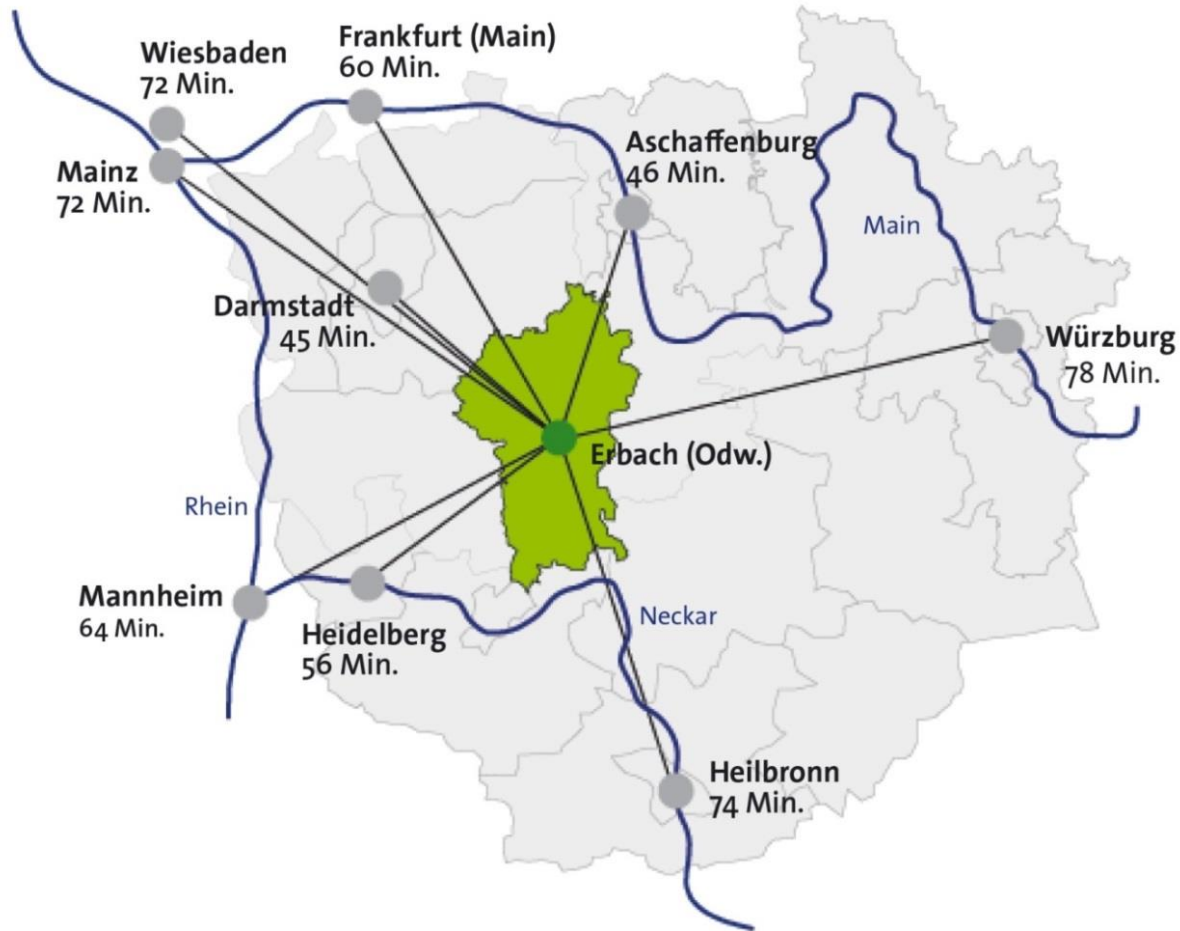 Wiesbaden
72 Min.
Frankfurt (Main)
60 Min.
Mainz
72 Min.
Aschaffenburg
46 Min.
Main
Darmstadt
45 Min.
Würzburg
78 Min.
Erbach (Odw.)
Rhein
Mannheim
64 Min.
Heidelberg
56 Min.
Neckar
Heilbronn
74 Min.